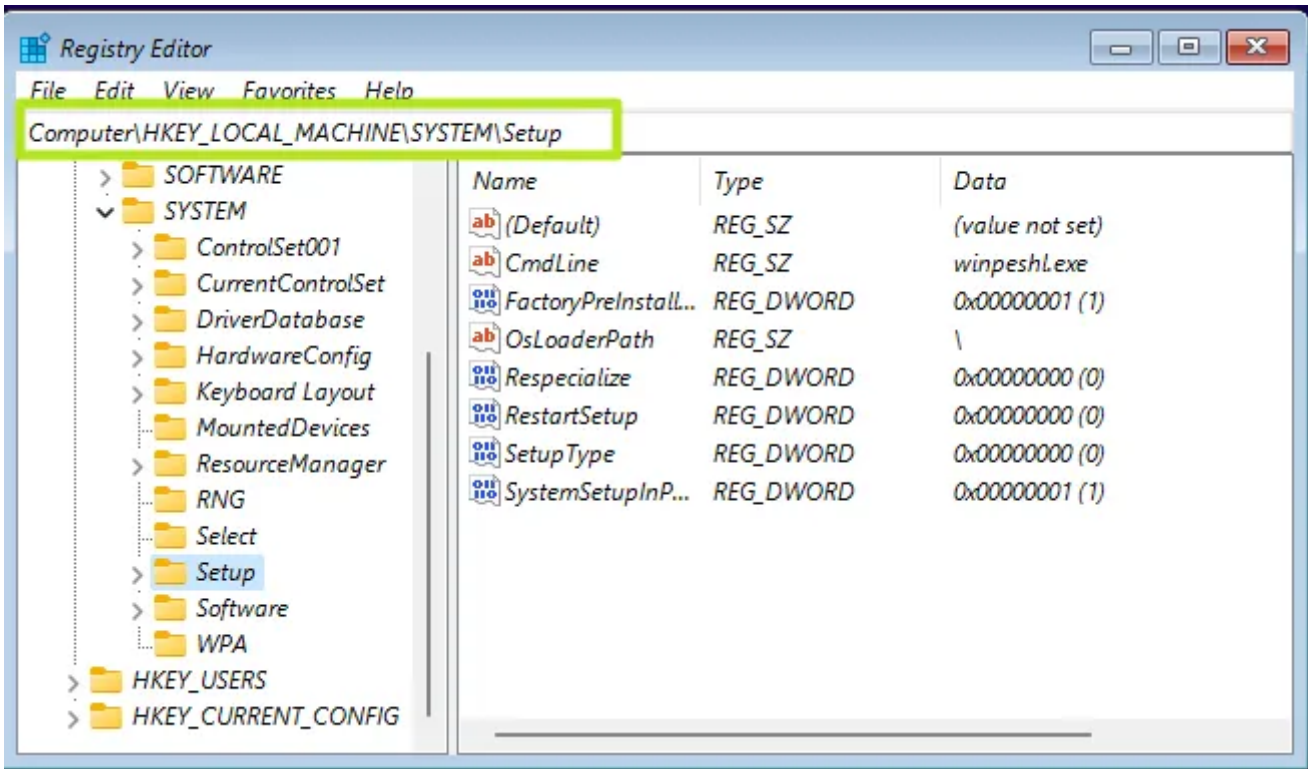 Registry Editor
File Edit View Favorites Help
Computer\HKEY_LOCAL_MACHINE\SYSTEM\Setup
SOFTWARE
SYSTEM
ControlSet001
CurrentControlSet
DriverDatabase
HardwareConfig
Keyboard Layout
MountedDevices
ResourceManager
RNG
Select
Setup
Software
WPA
HKEY_USERS
HKEY_CURRENT_CONFIG
Name Type Data
(Default) REG_SZ (value not set)
CmdLine REG_SZ winpeshl.exe
FactoryPreInstall... REG_DWORD 0x00000001 (1)
OsLoaderPath REG_SZ \
Respecialize REG_DWORD 0x00000000 (0)
RestartSetup REG_DWORD 0x00000000 (0)
SetupType REG_DWORD 0x00000000 (0)
SystemSetupInP... REG_DWORD 0x00000001 (1)